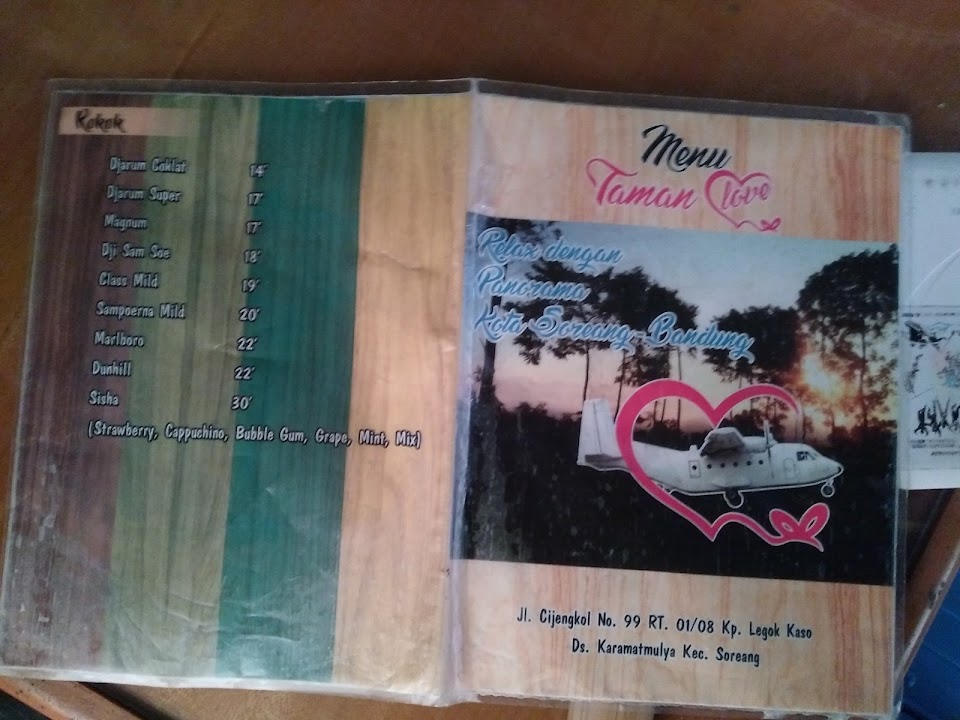 Rokok
Djarum Coklat 14'
Djarum Super 17'
Magnum 17'
Dji Sam Soe 18'
Class Mild 19'
Sampoerna Mild 20'
Marlboro 22'
Dunhill 22'
Sisha 30'
(Strawberry, Cappuchino, Bubble Gum, Grape, Mint, Mix)
Menu
Taman Love
Relax dengan
Panorama
Kota Soreang-Bandung
Jl. Cijengkol No. 99 RT. 01/08 Kp. Legok Kaso
Ds. Karamatmulya Kec. Soreang